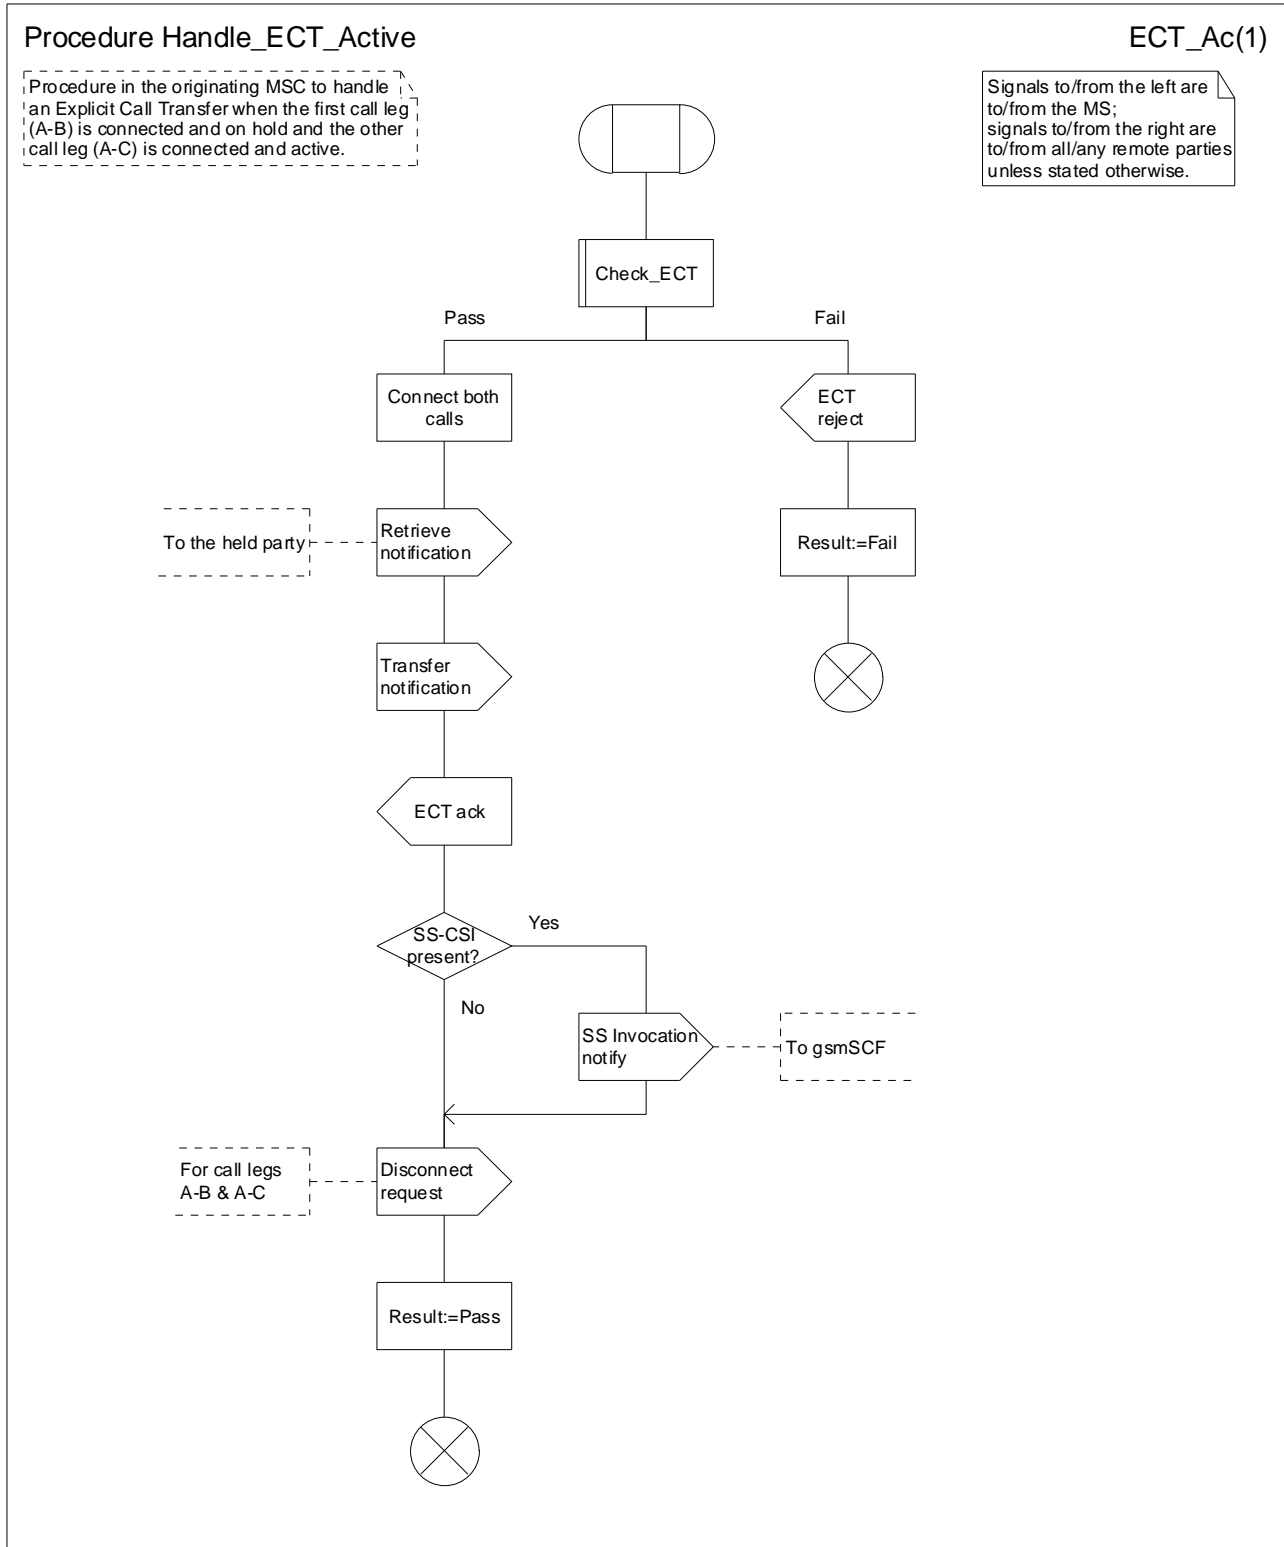 Procedure Handle_ECT_Active
ECT_Ac(1)
Procedure in the originating MSC to handle
an Explicit Call Transfer when the first call leg
(A-B) is connected and on hold and the other
call leg (A-C) is connected and active.
Signals to/from the left are
to/from the MS;
signals to/from the right are
to/from all/any remote parties
unless stated otherwise.
Check_ECT
Pass
Fail
Connect both
calls
ECT
reject
To the held party
Retrieve
notification
Result:=Fail
Transfer
notification
ECT ack
SS-CSI
present?
Yes
No
SS Invocation
notify
To gsmSCF
For call legs
A-B & A-C
Disconnect
request
Result:=Pass